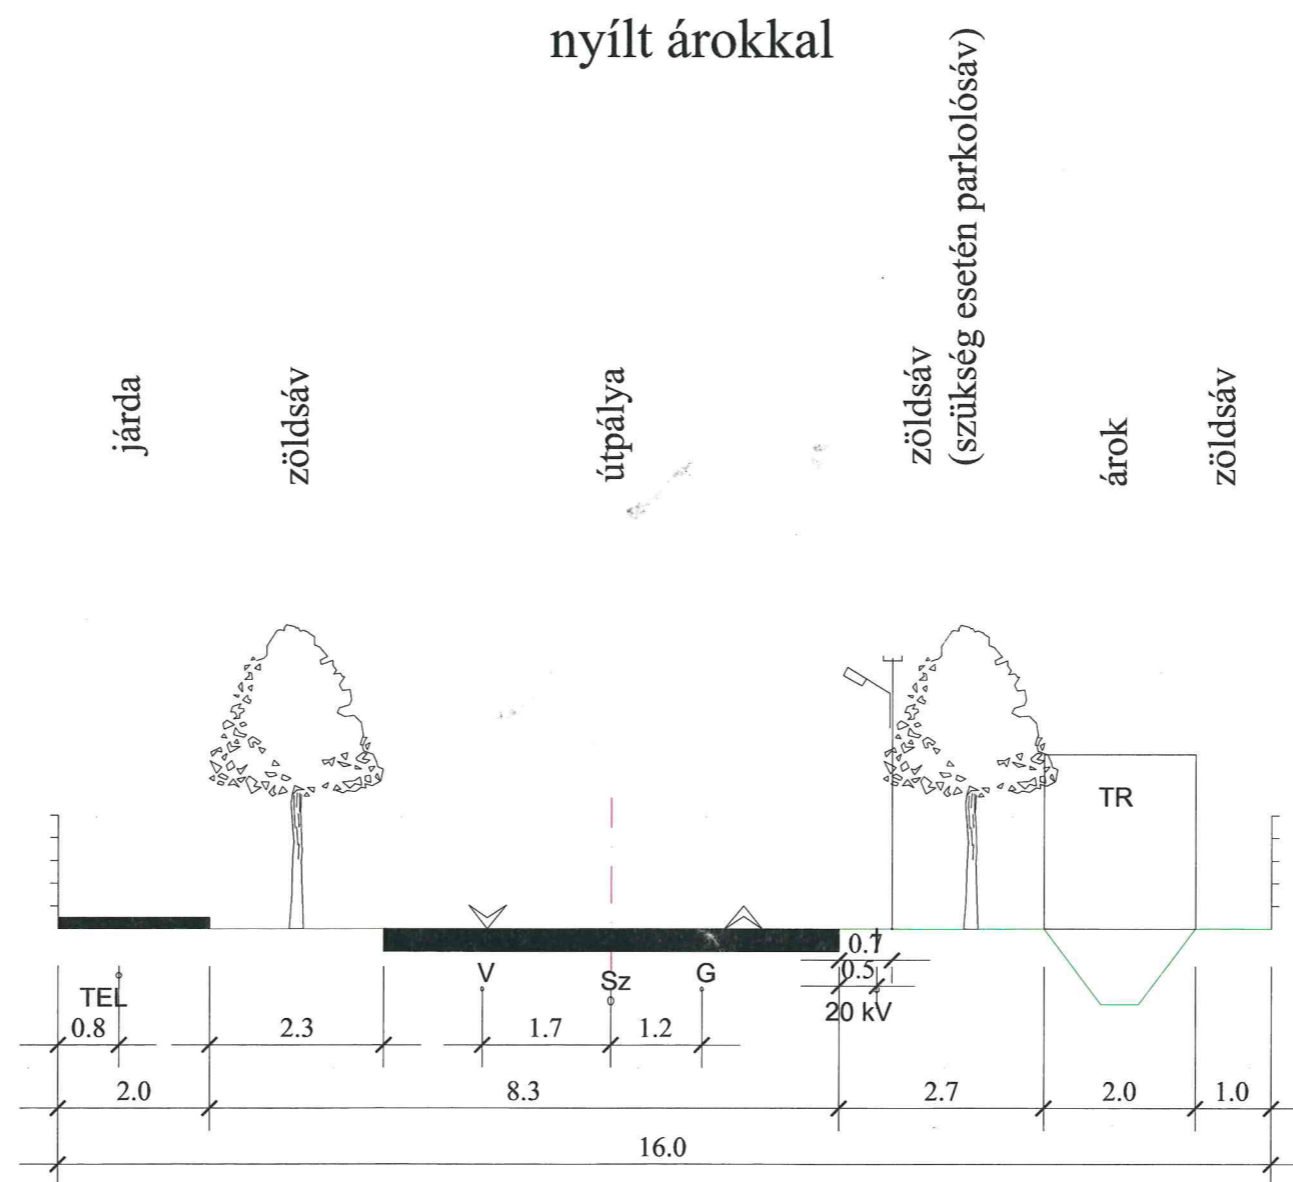 nyílt árokkal
járda
zöldsáv
útpálya
zöldsáv
(szükség esetén parkolósáv)
árok
zöldsáv
TR
0.7
V
Sz
G
0.5
TEL
20 kV
0.8
2.3
1.7
1.2
2.0
8.3
2.7
2.0
1.0
16.0